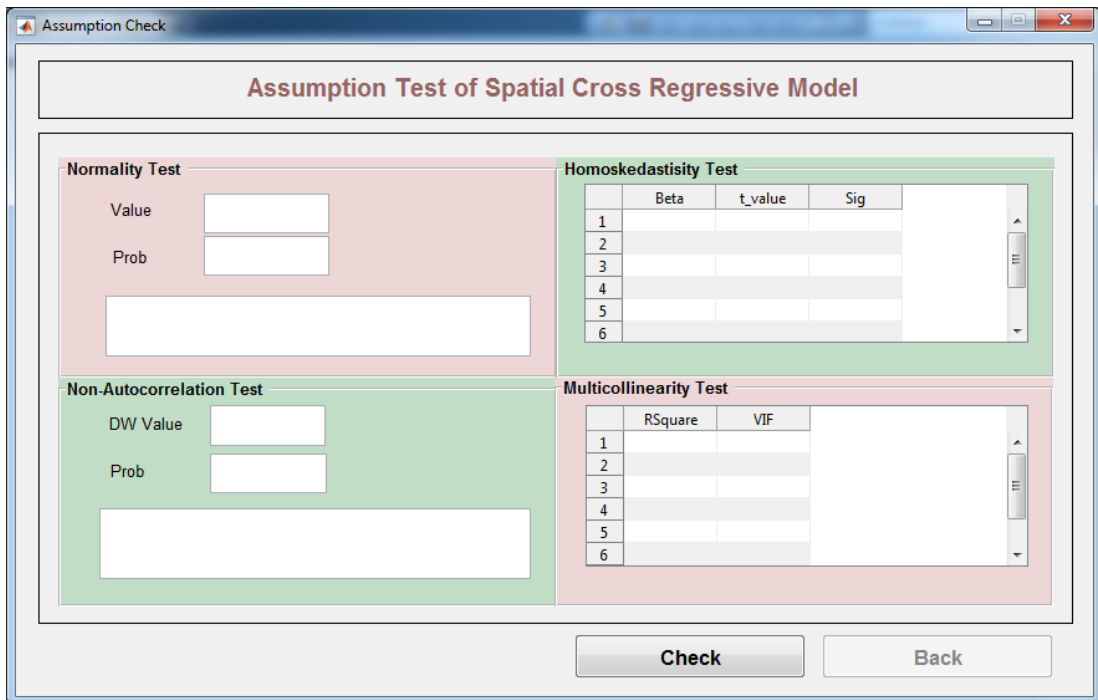 Assumption Check
Assumption Test of Spatial Cross Regressive Model
Normality Test
Value
Prob
Homoskedastisity Test
Beta t_value Sig
1
2
3
4
5
6
Non-Autocorrelation Test
DW Value
Prob
Multicollinearity Test
RSquare VIF
1
2
3
4
5
6
Check Back